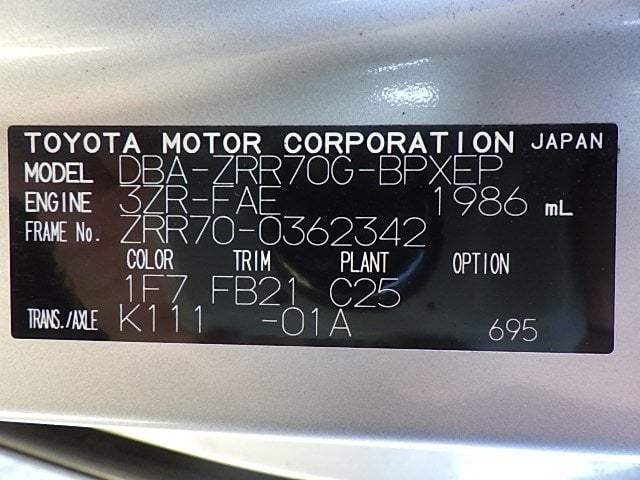 TOYOTA MOTOR CORPORATION JAPAN
MODEL DBA-ZRR70G-BPXEP
ENGINE 3ZR-FAE 1986 mL
FRAME No. ZRR70-0362342
COLOR TRIM PLANT OPTION
1F7 FB21 C25
TRANS./AXLE K111 -01A 695